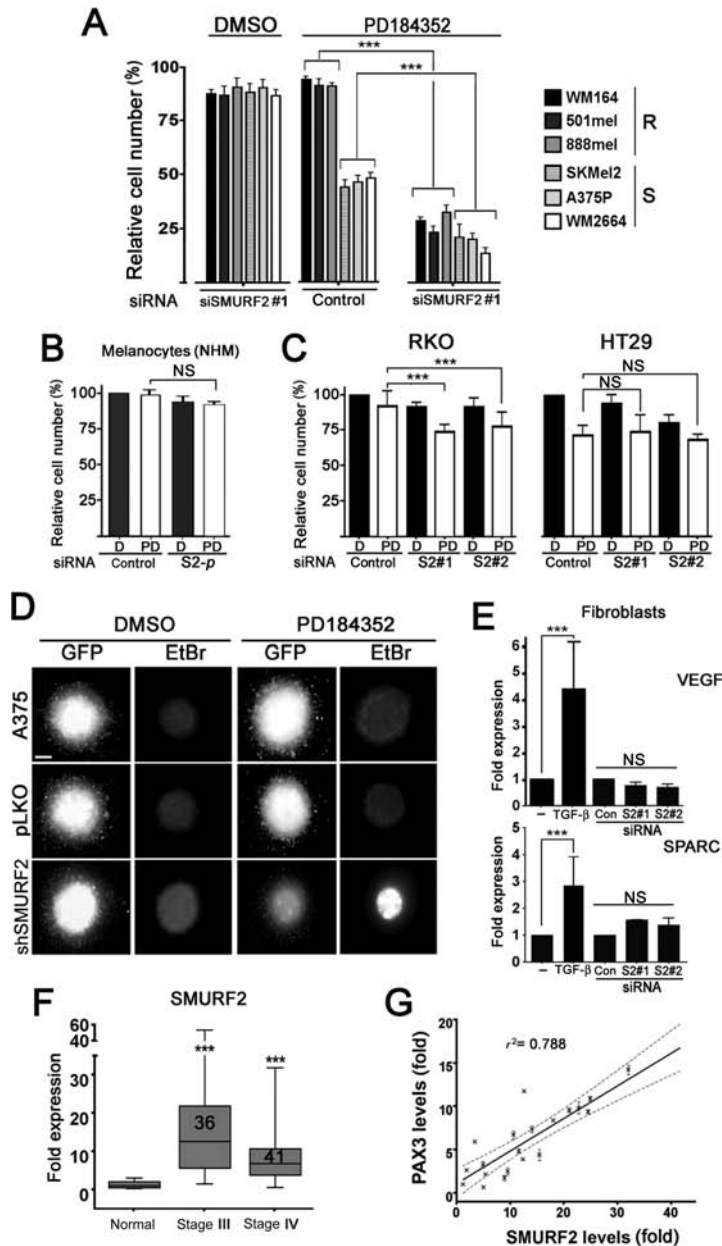 A
DMSO
PD184352
Relative cell number (%)
100
75
50
25
***
***
WM164
501mel
888mel
R
SKMel2
A375P
WM2664
S
siRNA
siSMURF2 #1
Control
siSMURF2 #1
B
Melanocytes (NHM)
NS
Relative cell number (%)
100
75
50
25
D PD D PD
siRNA Control S2-p
C
RKO
HT29
Relative cell number (%)
100
75
50
25
***
***
100
75
50
25
NS
NS
D PD D PD D PD
D PD D PD D PD
siRNA Control S2#1 S2#2
Control S2#1 S2#2
D
DMSO
PD184352
GFP EtBr GFP EtBr
A375
pLKO
shSMURF2
E
Fibroblasts
VEGF
Fold expression
6
5
4
3
2
1
0
***
NS
– TGF-β Con S2#1 S2#2
siRNA
SPARC
Fold expression
5
4
3
2
1
0
***
NS
– TGF-β Con S2#1 S2#2
siRNA
F
SMURF2
Fold expression
60
40
30
20
10
0
***
36
***
41
Normal Stage III Stage IV
G
r²= 0.788
PAX3 levels (fold)
20
15
10
5
0
0 10 20 30 40
SMURF2 levels (fold)